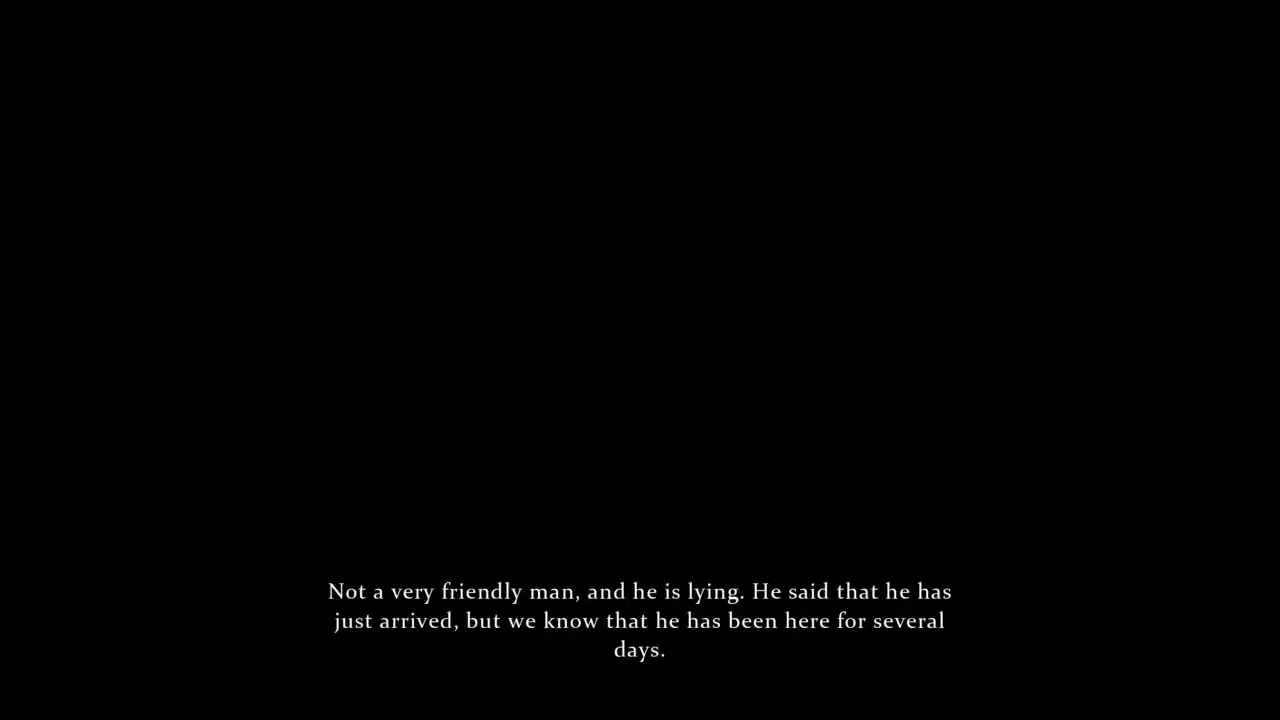 Not a very friendly man, and he is lying. He said that he has
just arrived, but we know that he has been here for several
days.